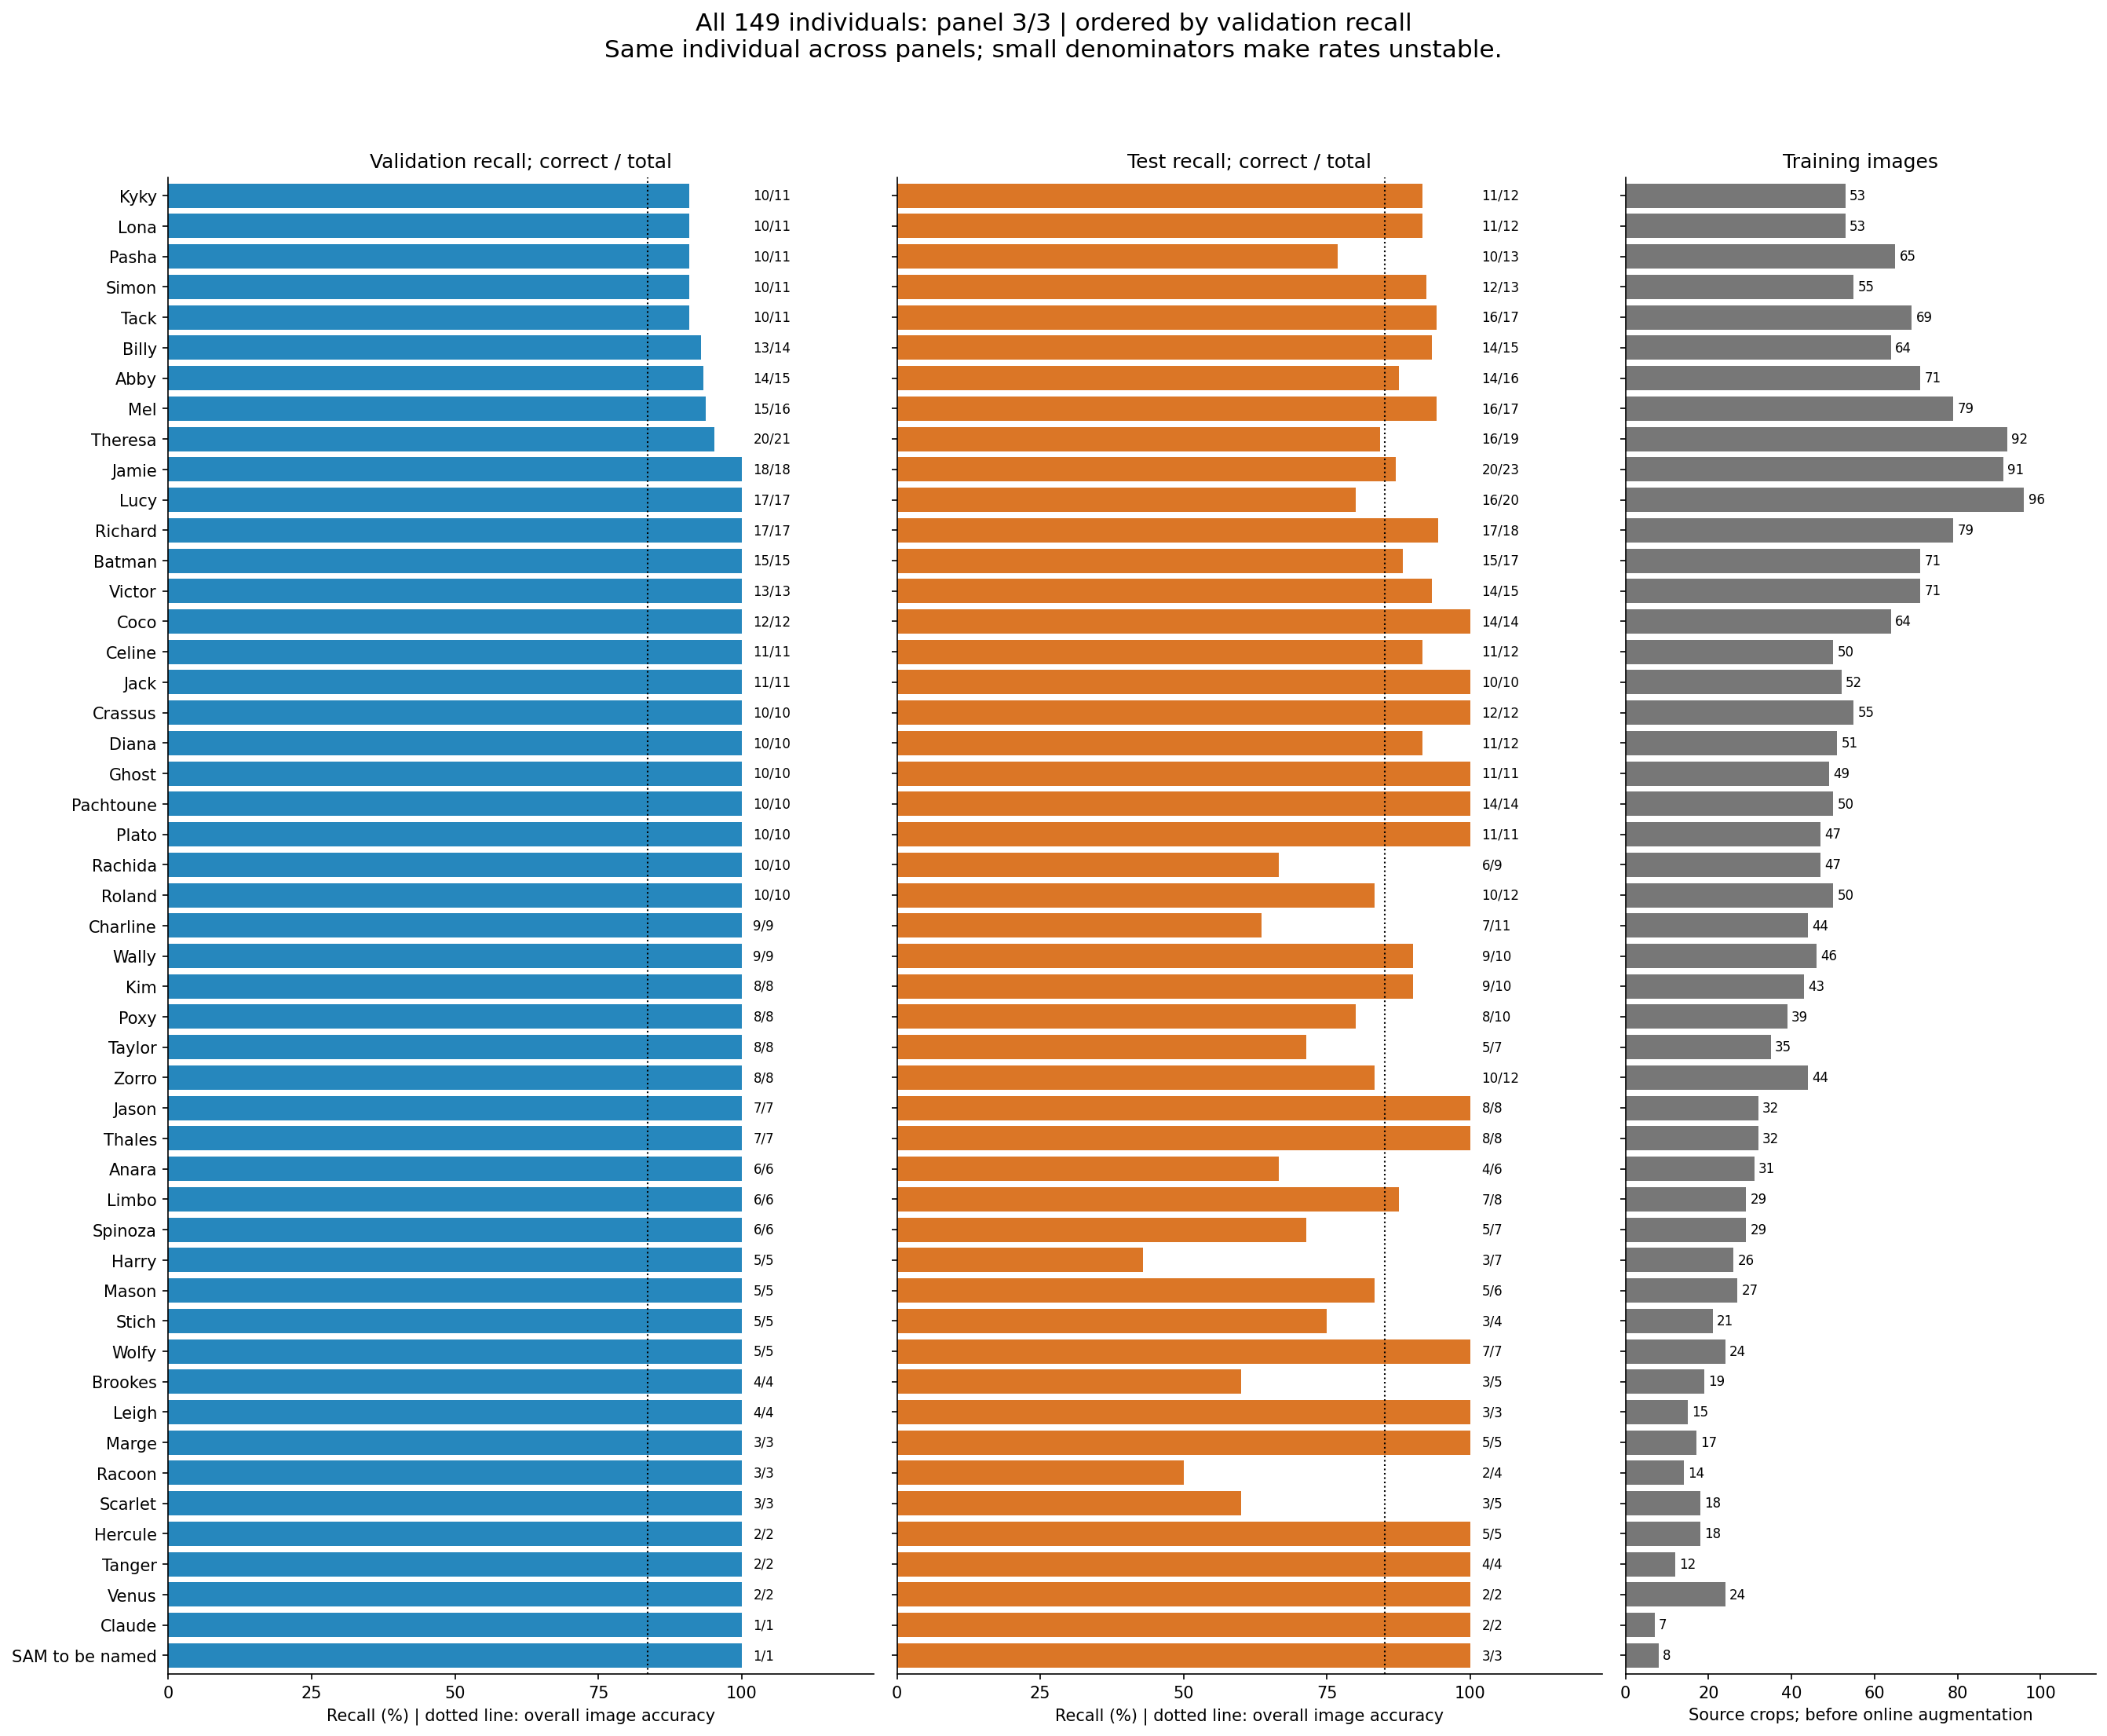 All 149 individuals: panel 3/3 | ordered by validation recall
Same individual across panels; small denominators make rates unstable.
Validation recall; correct / total
Test recall; correct / total
Training images
Kyky 10/11 11/12 53
Lona 10/11 11/12 53
Pasha 10/11 10/13 65
Simon 10/11 12/13 55
Tack 10/11 16/17 69
Billy 13/14 14/15 64
Abby 14/15 14/16 71
Mel 15/16 16/17 79
Theresa 20/21 16/19 92
Jamie 18/18 20/23 91
Lucy 17/17 16/20 96
Richard 17/17 17/18 79
Batman 15/15 15/17 71
Victor 13/13 14/15 71
Coco 12/12 14/14 64
Celine 11/11 11/12 50
Jack 11/11 10/10 52
Crassus 10/10 12/12 55
Diana 10/10 11/12 51
Ghost 10/10 11/11 49
Pachtoune 10/10 14/14 50
Plato 10/10 11/11 47
Rachida 10/10 6/9 47
Roland 10/10 10/12 50
Charline 9/9 7/11 44
Wally 9/9 9/10 46
Kim 8/8 9/10 43
Poxy 8/8 8/10 39
Taylor 8/8 5/7 35
Zorro 8/8 10/12 44
Jason 7/7 8/8 32
Thales 7/7 8/8 32
Anara 6/6 4/6 31
Limbo 6/6 7/8 29
Spinoza 6/6 5/7 29
Harry 5/5 3/7 26
Mason 5/5 5/6 27
Stich 5/5 3/4 21
Wolfy 5/5 7/7 24
Brookes 4/4 3/5 19
Leigh 4/4 3/3 15
Marge 3/3 5/5 17
Racoon 3/3 2/4 14
Scarlet 3/3 3/5 18
Hercule 2/2 5/5 18
Tanger 2/2 4/4 12
Venus 2/2 2/2 24
Claude 1/1 2/2 7
SAM to be named 1/1 3/3 8
0 25 50 75 100
0 25 50 75 100
0 20 40 60 80 100
Recall (%) | dotted line: overall image accuracy
Recall (%) | dotted line: overall image accuracy
Source crops; before online augmentation